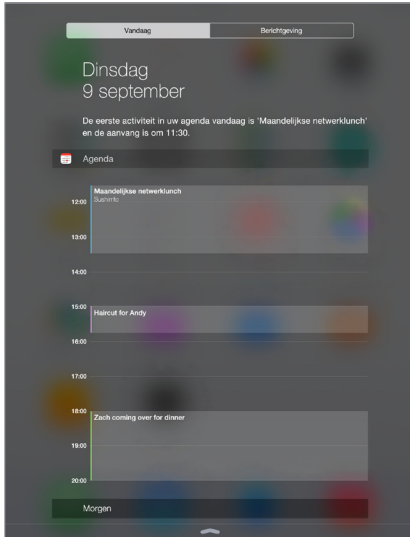 Vandaag
Berichtgeving
Dinsdag
9 september
De eerste activiteit in uw agenda vandaag is 'Maandelijkse netwerklunch'
en de aanvang is om 11:30.
Agenda
Maandelijkse netwerklunch
12:00
13:00
14:00
15:00
Haircut for Andy
16:00
17:00
18:00
Zach coming over for dinner
19:00
20:00
Morgen